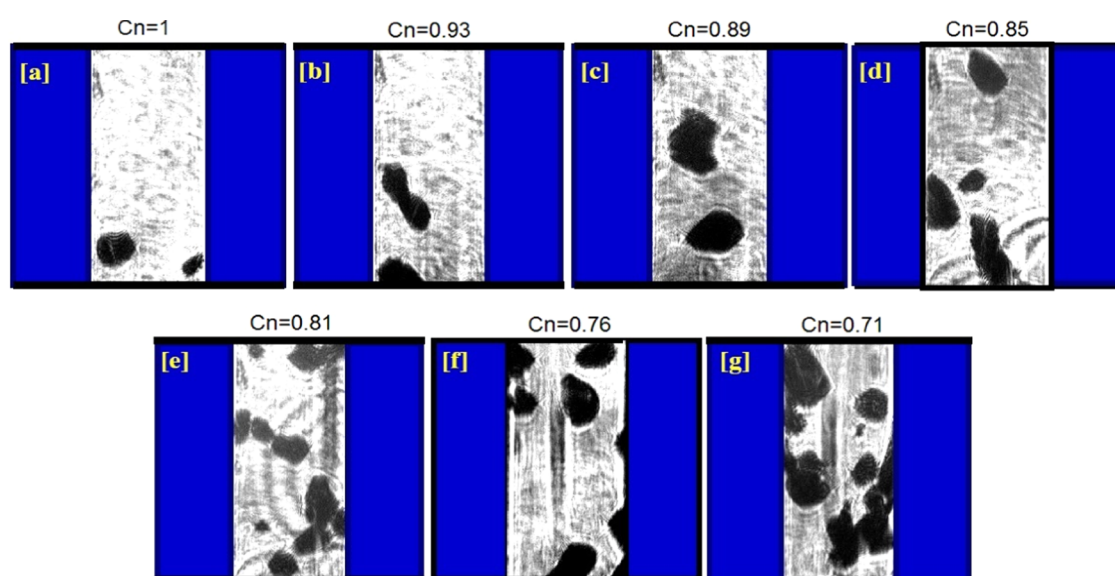 Cn=1
Cn=0.93
Cn=0.89
Cn=0.85
[a]
[b]
[c]
[d]
Cn=0.81
Cn=0.76
Cn=0.71
[e]
[f]
[g]